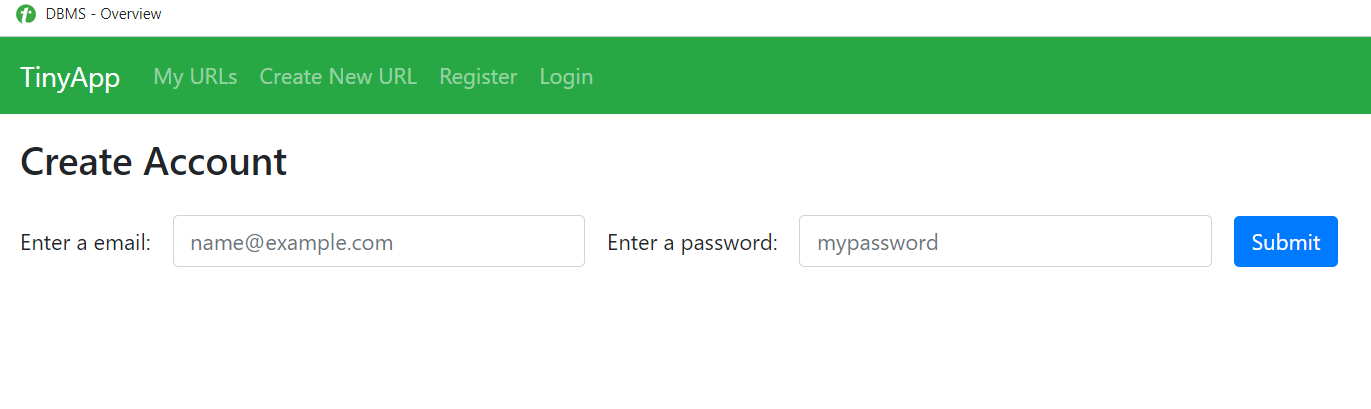 DBMS - Overview
TinyApp My URLs Create New URL Register Login
Create Account
Enter a email: name@example.com Enter a password: mypassword Submit